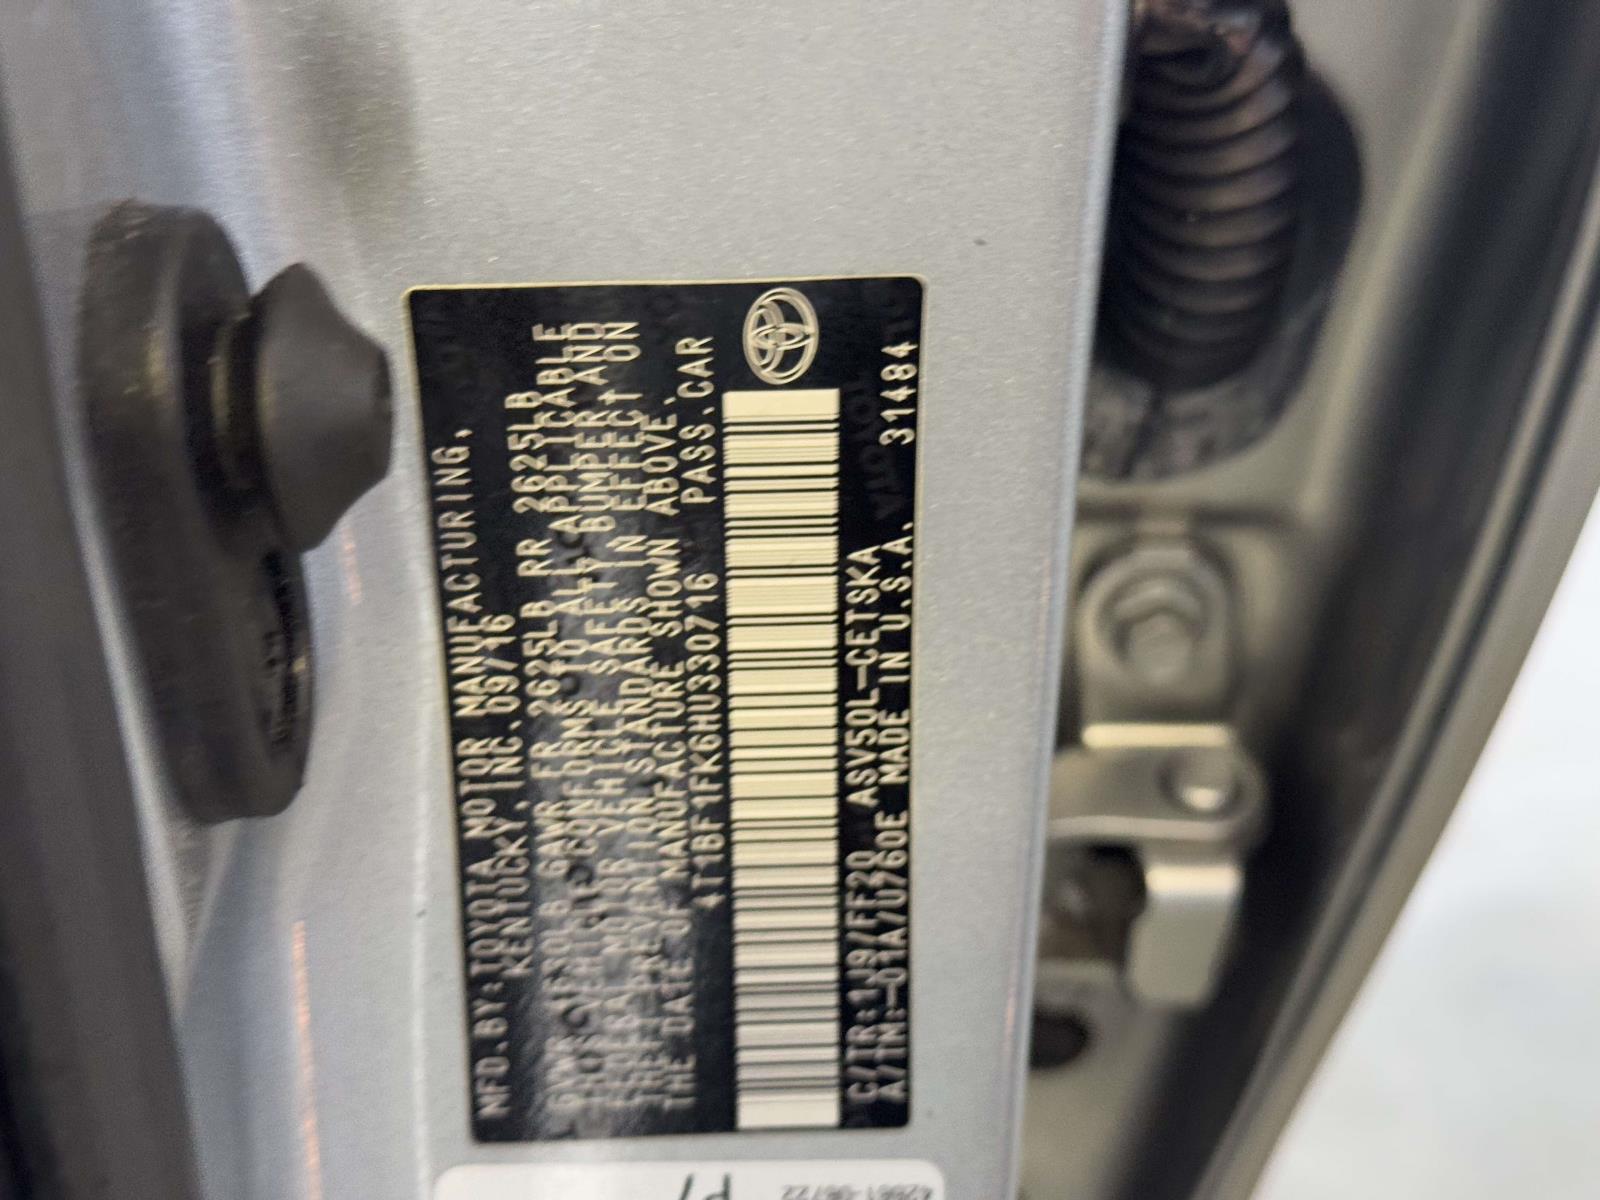 MFD.BY:TOYOTA MOTOR MANUFACTURING,
KENTUCKY,INC.09/16
GVWR 4630LB GAWR FR 2625LB RR 2625LB
THIS VEHICLE CONFORMS TO ALL APPLICABLE
FEDERAL MOTOR VEHICLE SAFETY,BUMPER,AND
THEFT PREVENTION STANDARDS IN EFFECT ON
THE DATE OF MANUFACTURE SHOWN ABOVE.
4T1BF1FK6HU330716 PASS.CAR
C/TR:1J9/FF20 ASV50L-CETSKA
A/TM:-01A/U760E MADE IN U.S.A. 31484